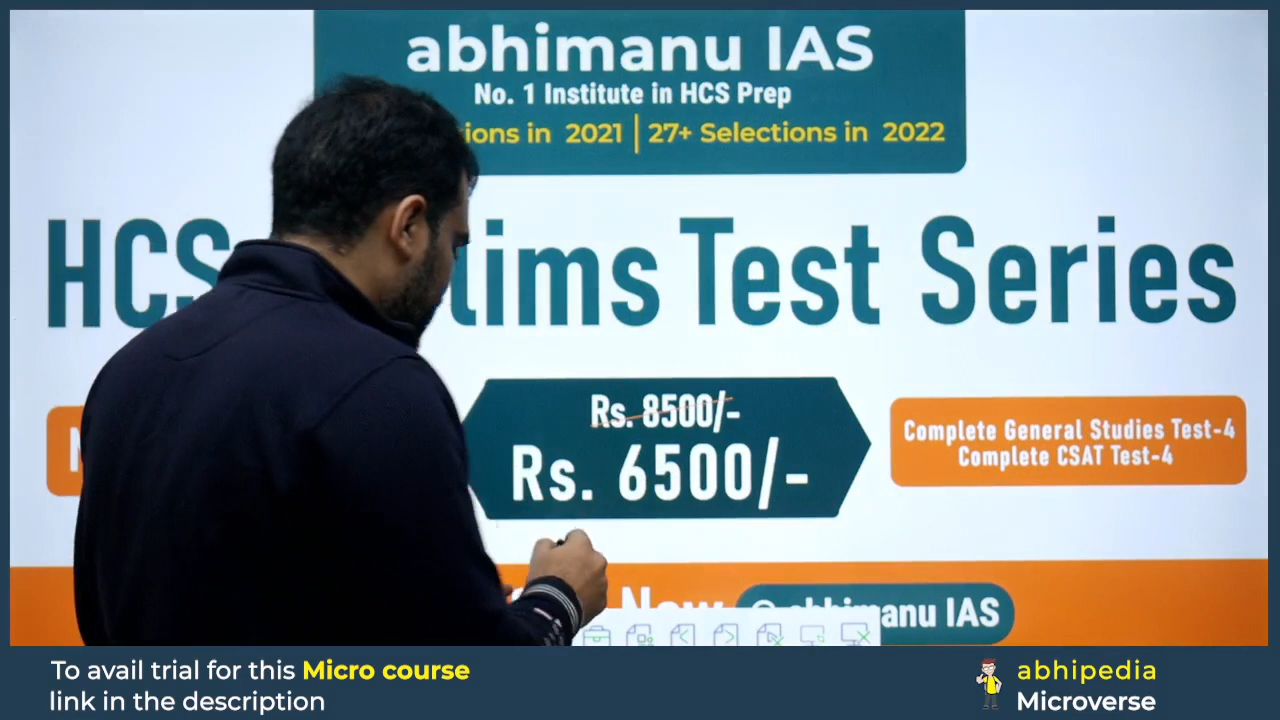 abhimanu IAS
No. 1 Institute in HCS Prep
in 2021 | 27+ Selections in 2022
HCS Test Series
Rs. 8500/-
Rs. 6500/-
Complete General Studies Test-4
Complete CSAT Test-4
Now
abhimanu IAS
To avail trial for this Micro course
link in the description
abhipedia
Microverse